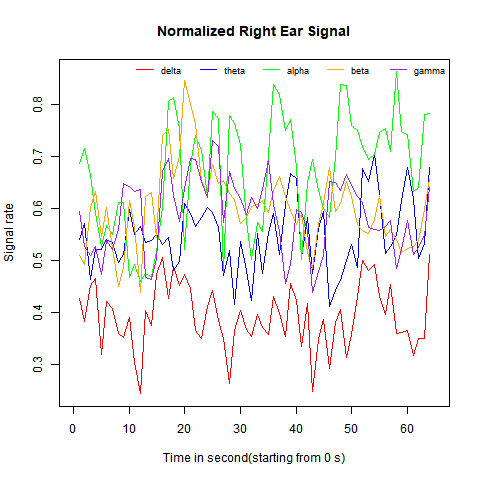 Normalized Right Ear Signal
delta theta alpha beta gamma
Signal rate
0.8
0.7
0.6
0.5
0.4
0.3
0 10 20 30 40 50 60
Time in second(starting from 0 s)